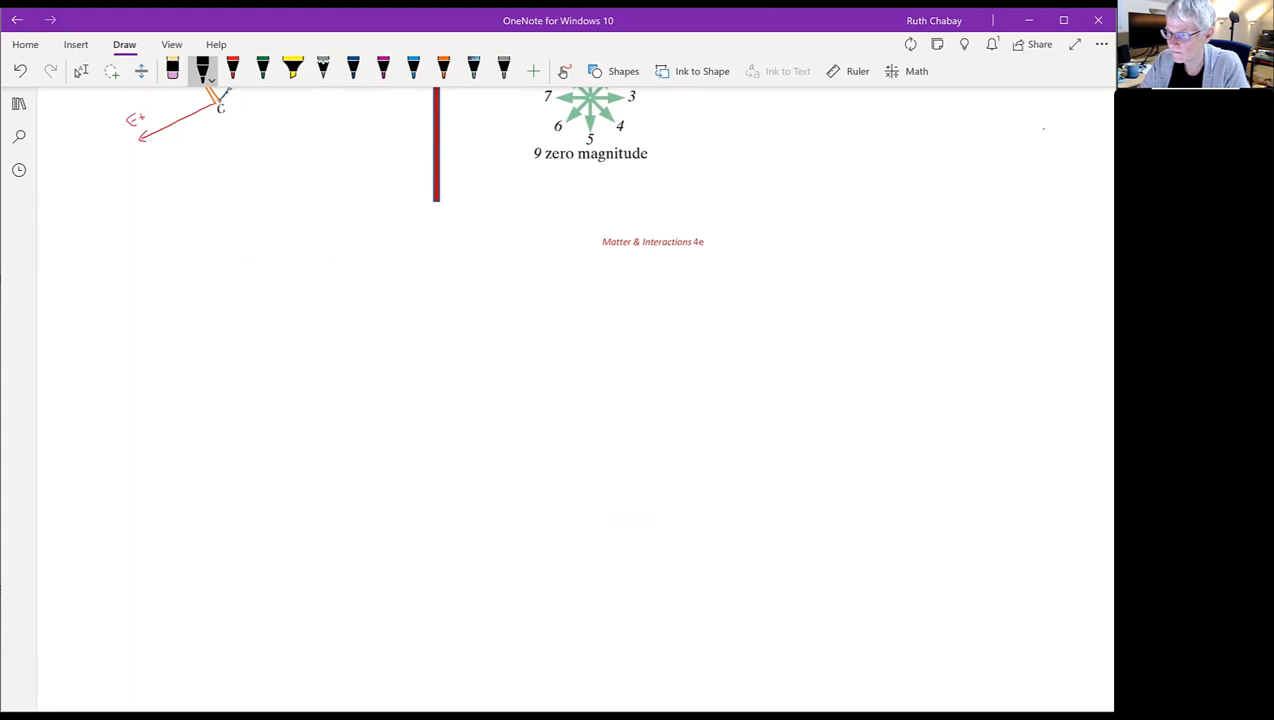 OneNote for Windows 10
Ruth Chabay
Home Insert Draw View Help
1
Share
Shapes
Ink to Shape
Ink to Text
Ruler
Math
C
E+
7 3
6 4
5
9 zero magnitude
Matter & Interactions 4e